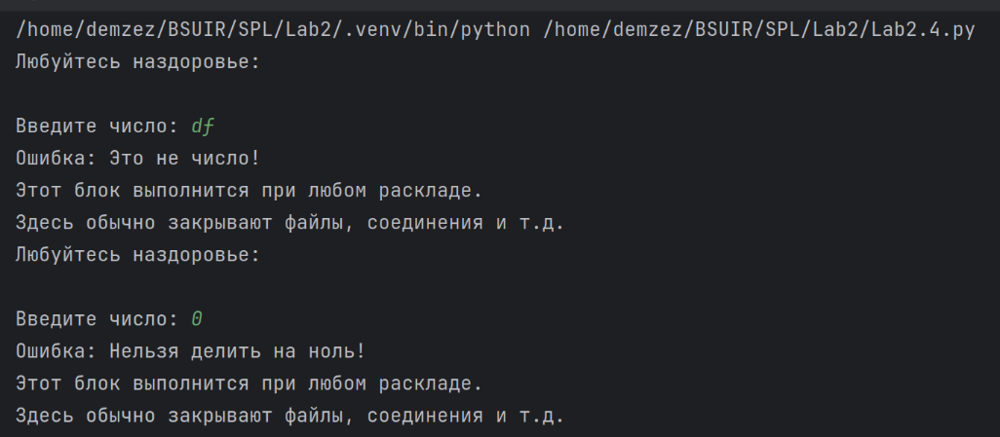 /home/demzez/BSUIR/SPL/Lab2/.venv/bin/python /home/demzez/BSUIR/SPL/Lab2/Lab2.4.py
Любуйтесь наздоровье:
Введите число: df
Ошибка: Это не число!
Этот блок выполнится при любом раскладе.
Здесь обычно закрывают файлы, соединения и т.д.
Любуйтесь наздоровье:
Введите число: 0
Ошибка: Нельзя делить на ноль!
Этот блок выполнится при любом раскладе.
Здесь обычно закрывают файлы, соединения и т.д.